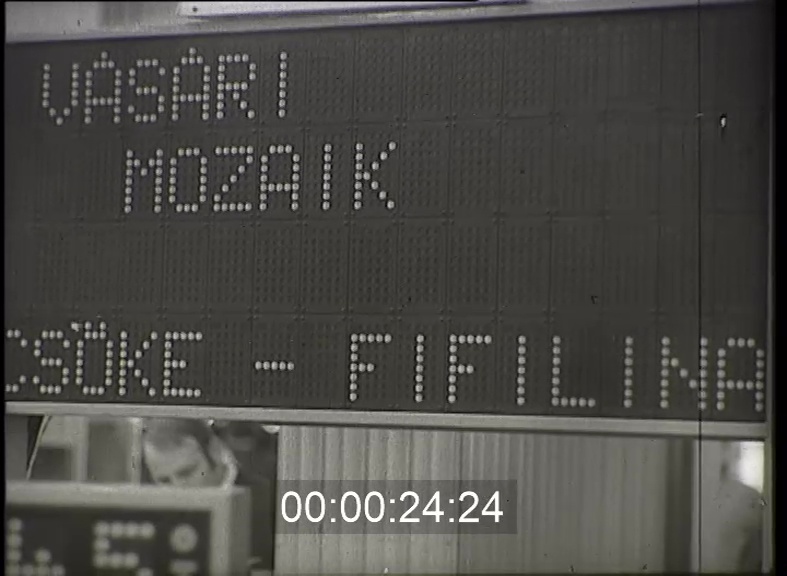 VÁSÁRI
MOZAIK
CSÖKE - FIFILINA
00:00:24:24